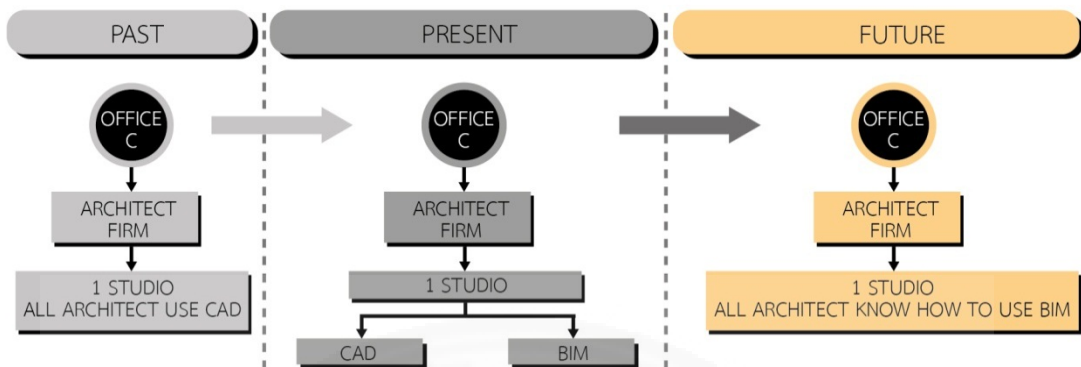 PAST
PRESENT
FUTURE
OFFICE
C
OFFICE
C
OFFICE
C
ARCHITECT
FIRM
ARCHITECT
FIRM
ARCHITECT
FIRM
1 STUDIO
ALL ARCHITECT USE CAD
1 STUDIO
CAD
BIM
1 STUDIO
ALL ARCHITECT KNOW HOW TO USE BIM